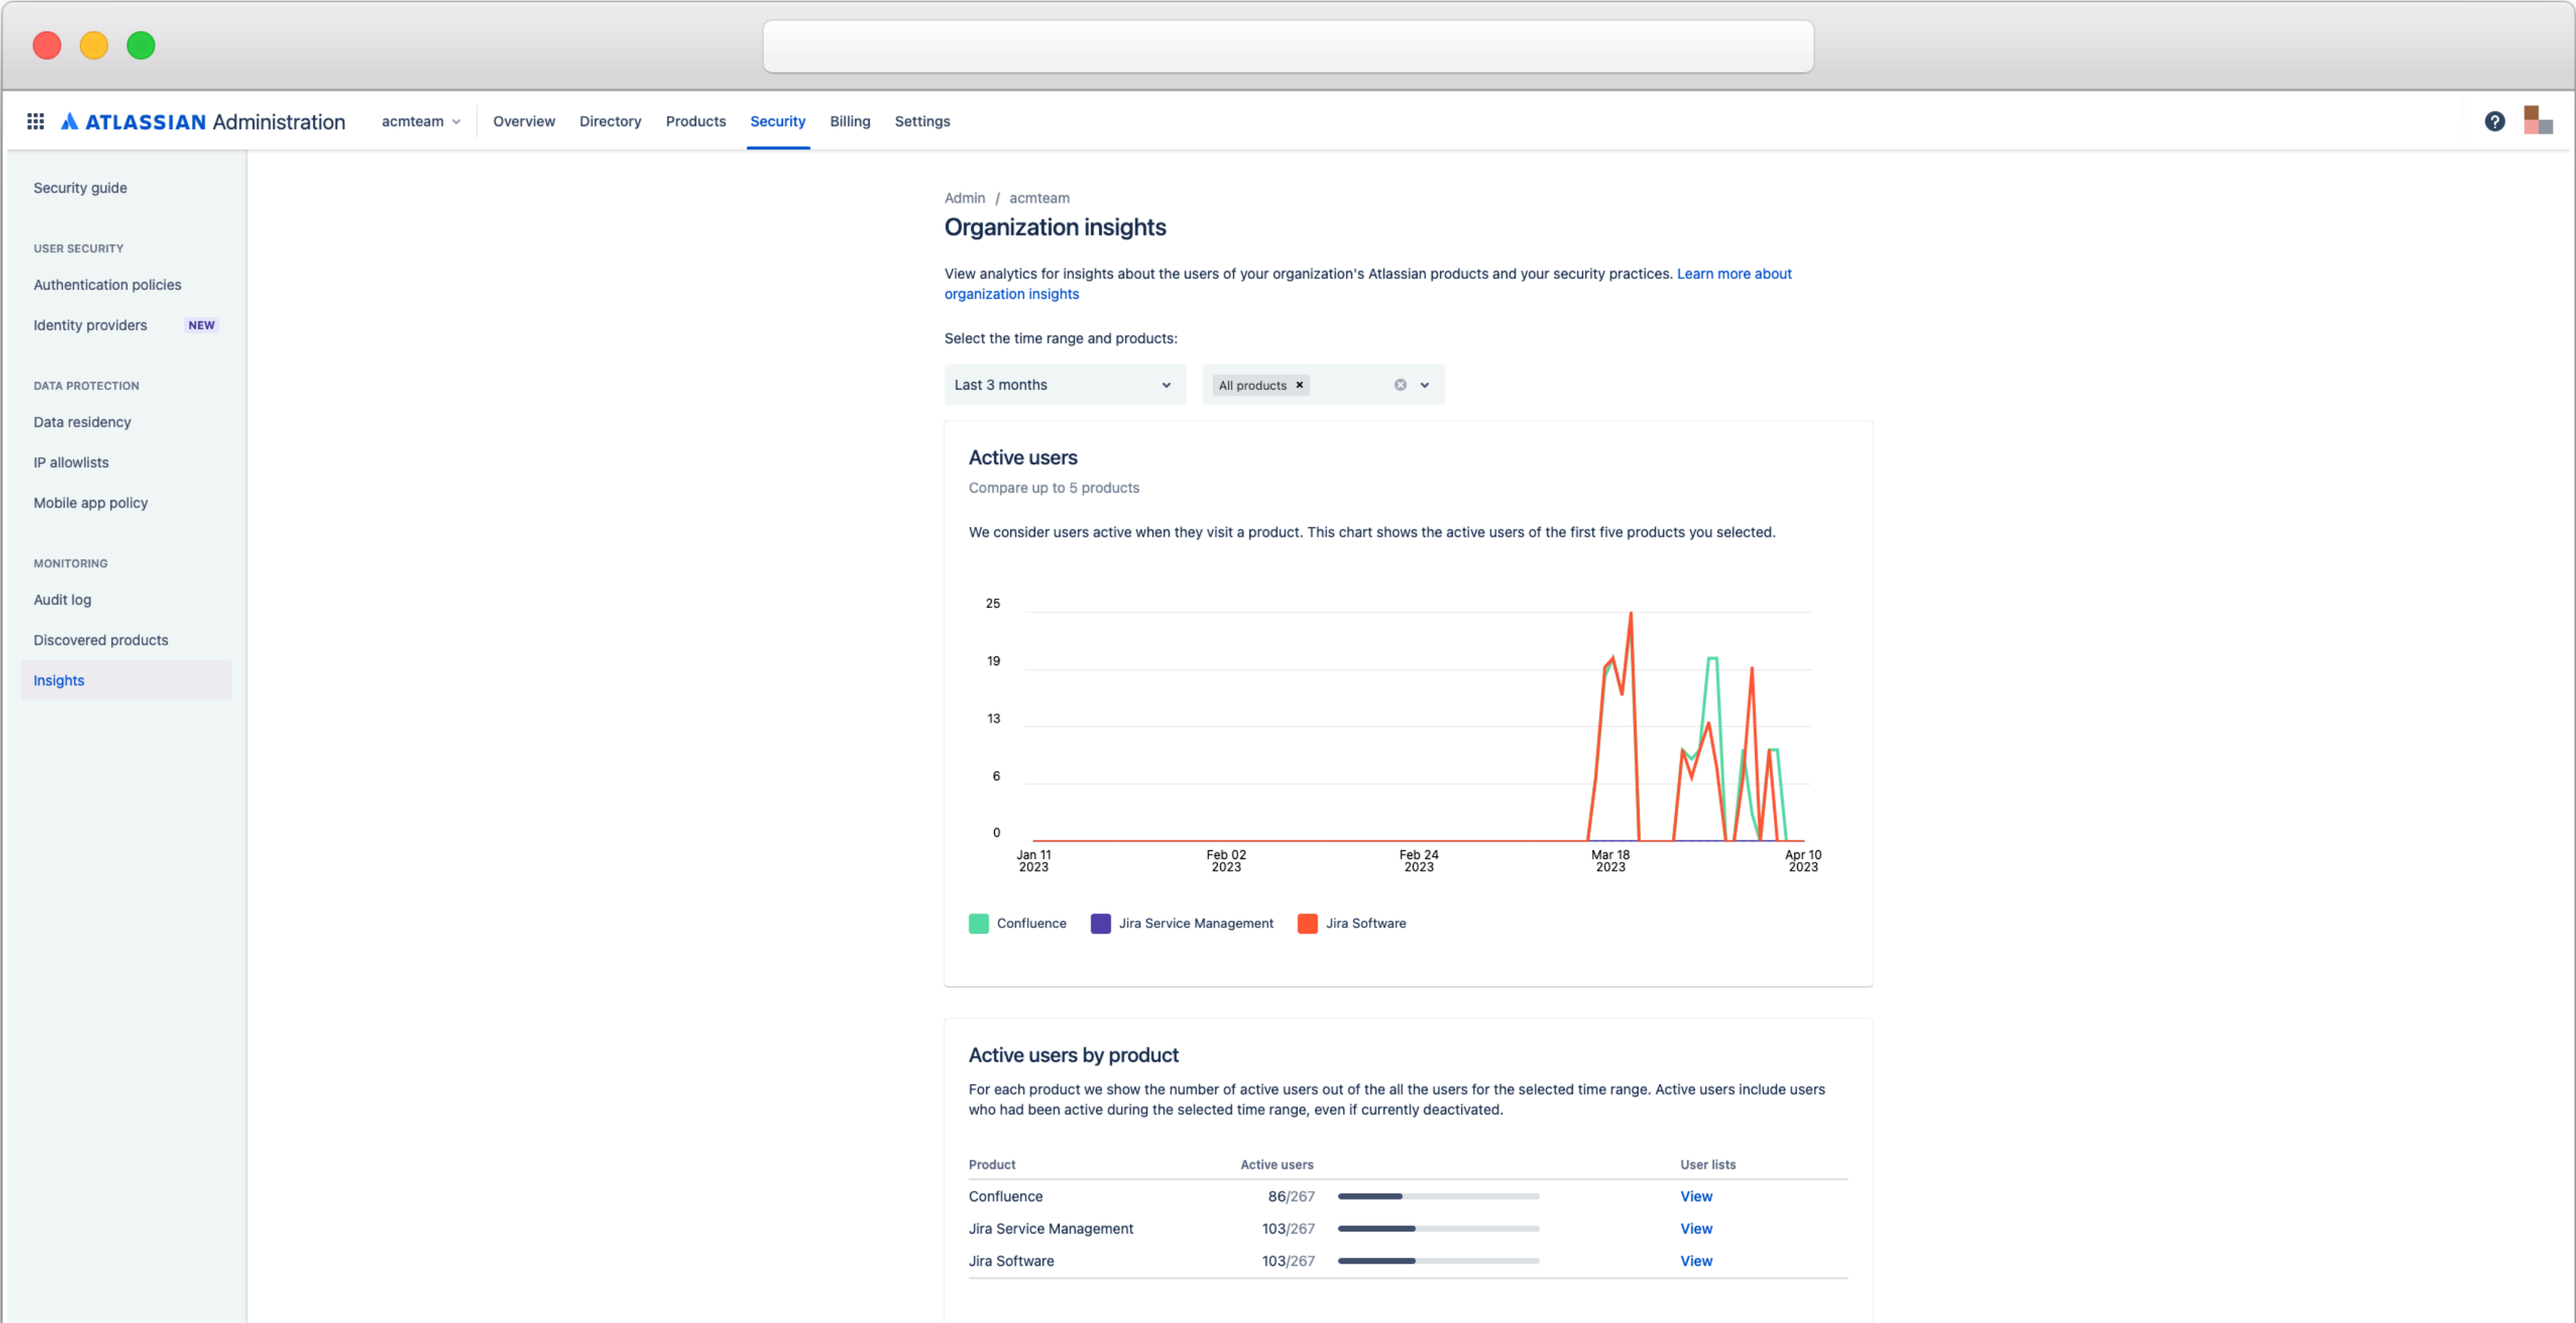 ATLASSIAN Administration acmteam Overview Directory Products Security Billing Settings ?
Security guide
USER SECURITY
Authentication policies
Identity providers NEW
DATA PROTECTION
Data residency
IP allowlists
Mobile app policy
MONITORING
Audit log
Discovered products
Insights
Admin / acmteam
Organization insights
View analytics for insights about the users of your organization's Atlassian products and your security practices. Learn more about
organization insights
Select the time range and products:
Last 3 months
All products
Active users
Compare up to 5 products
We consider users active when they visit a product. This chart shows the active users of the first five products you selected.
25
19
13
6
0
Jan 11 Feb 02 Feb 24 Mar 18 Apr 10
2023 2023 2023 2023 2023
Confluence Jira Service Management Jira Software
Active users by product
For each product we show the number of active users out of the all the users for the selected time range. Active users include users
who had been active during the selected time range, even if currently deactivated.
Product Active users User lists
Confluence 86/267 View
Jira Service Management 103/267 View
Jira Software 103/267 View